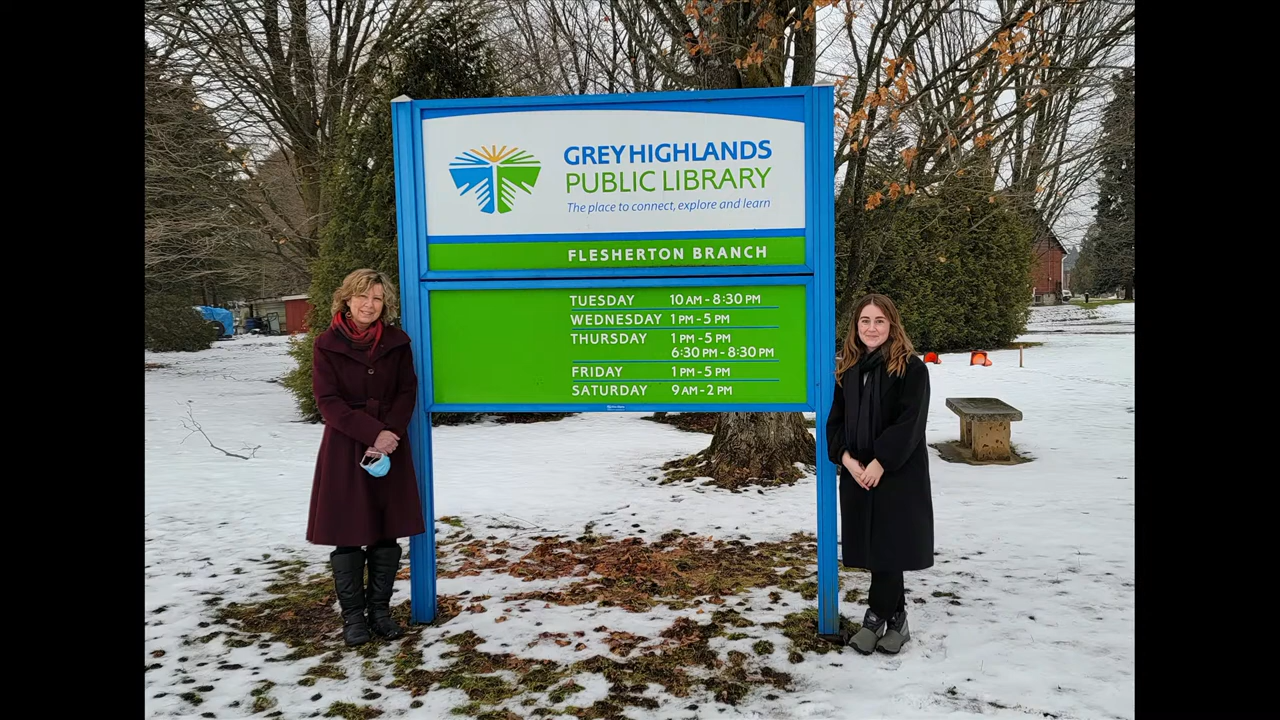 GREY HIGHLANDS
PUBLIC LIBRARY
The place to connect, explore and learn
FLESHERTON BRANCH
TUESDAY 10 AM - 8:30 PM
WEDNESDAY 1 PM - 5 PM
THURSDAY 1 PM - 5 PM
6:30 PM - 8:30 PM
FRIDAY 1 PM - 5 PM
SATURDAY 9 AM - 2 PM